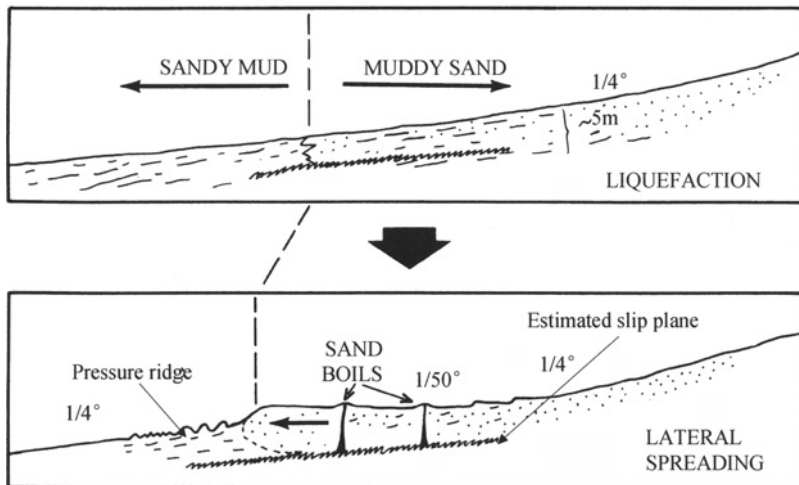 SANDY MUD
MUDDY SAND
1/4°
~5m
LIQUEFACTION
Estimated slip plane
SAND
BOILS
1/50°
1/4°
Pressure ridge
1/4°
LATERAL
SPREADING